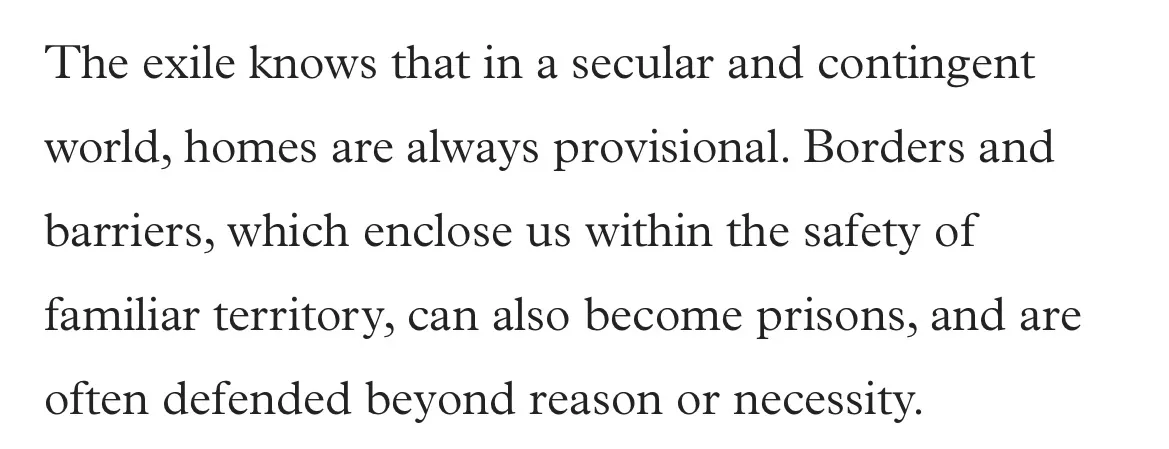 The exile knows that in a secular and contingent
world, homes are always provisional. Borders and
barriers, which enclose us within the safety of
familiar territory, can also become prisons, and are
often defended beyond reason or necessity.